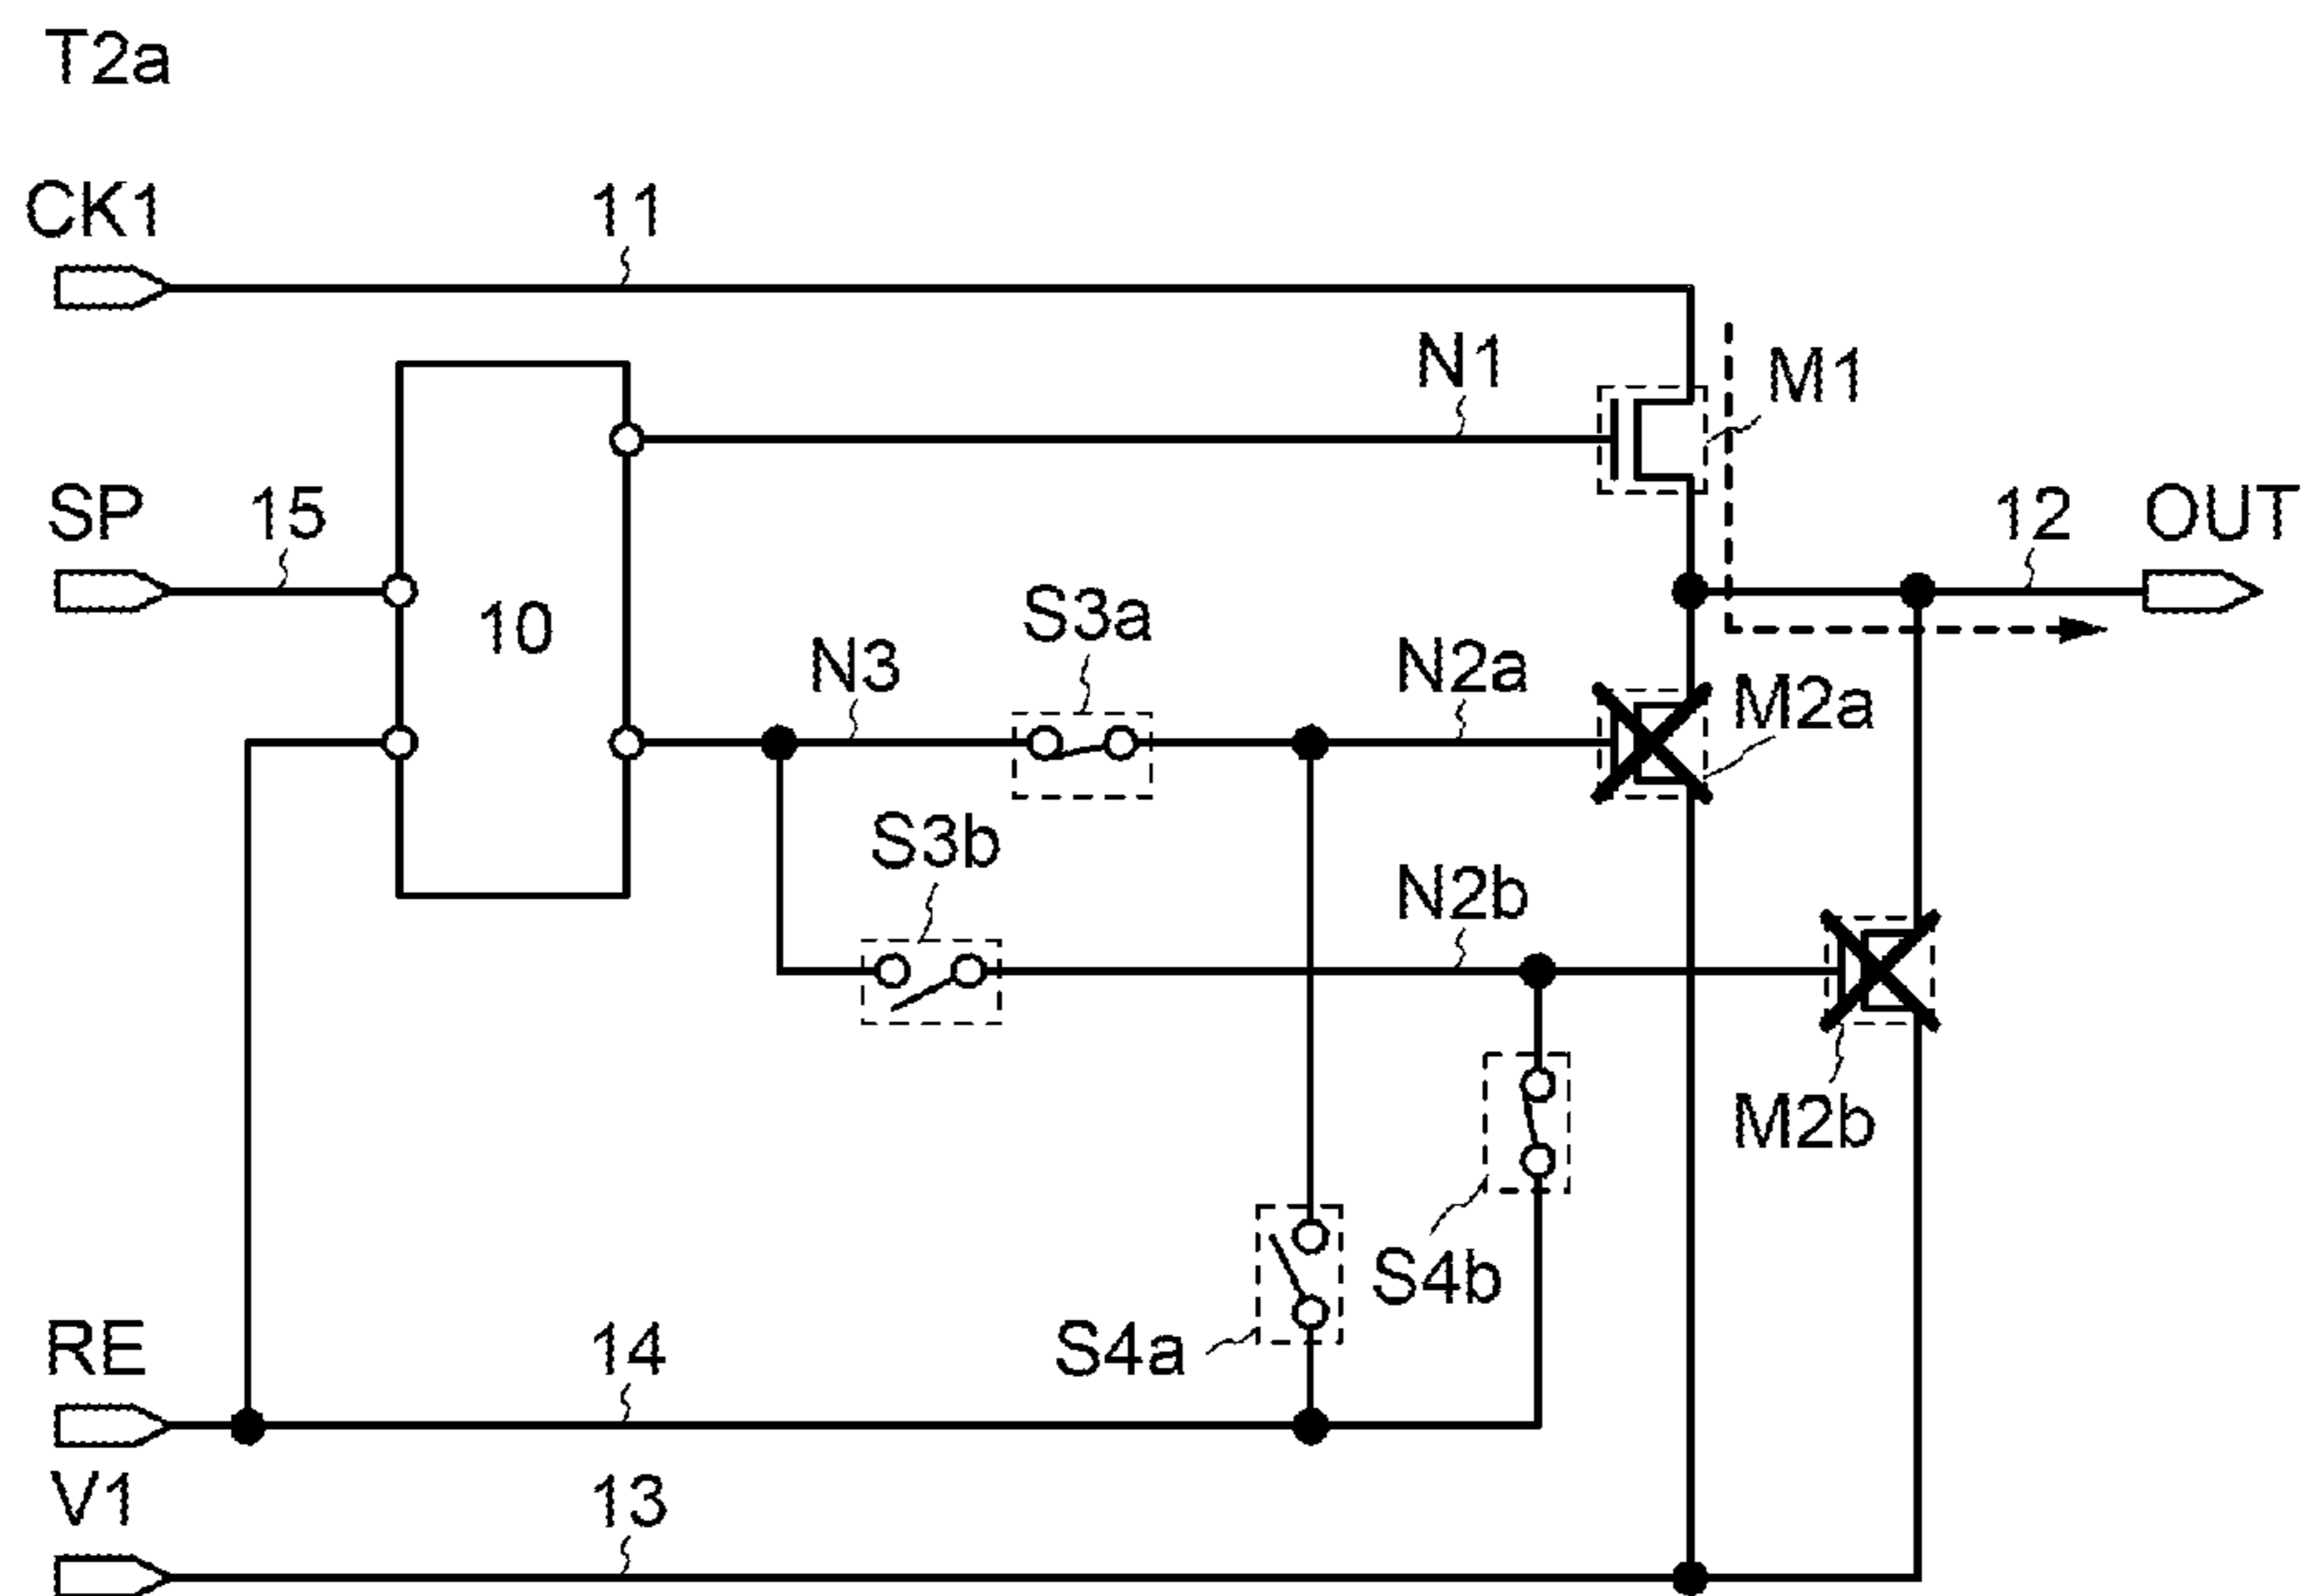 T2a
CK1
11
N1
M1
SP
15
10
12
OUT
S3a
N3
N2a
M2a
S3b
N2b
M2b
S4b
S4a
RE
14
V1
13